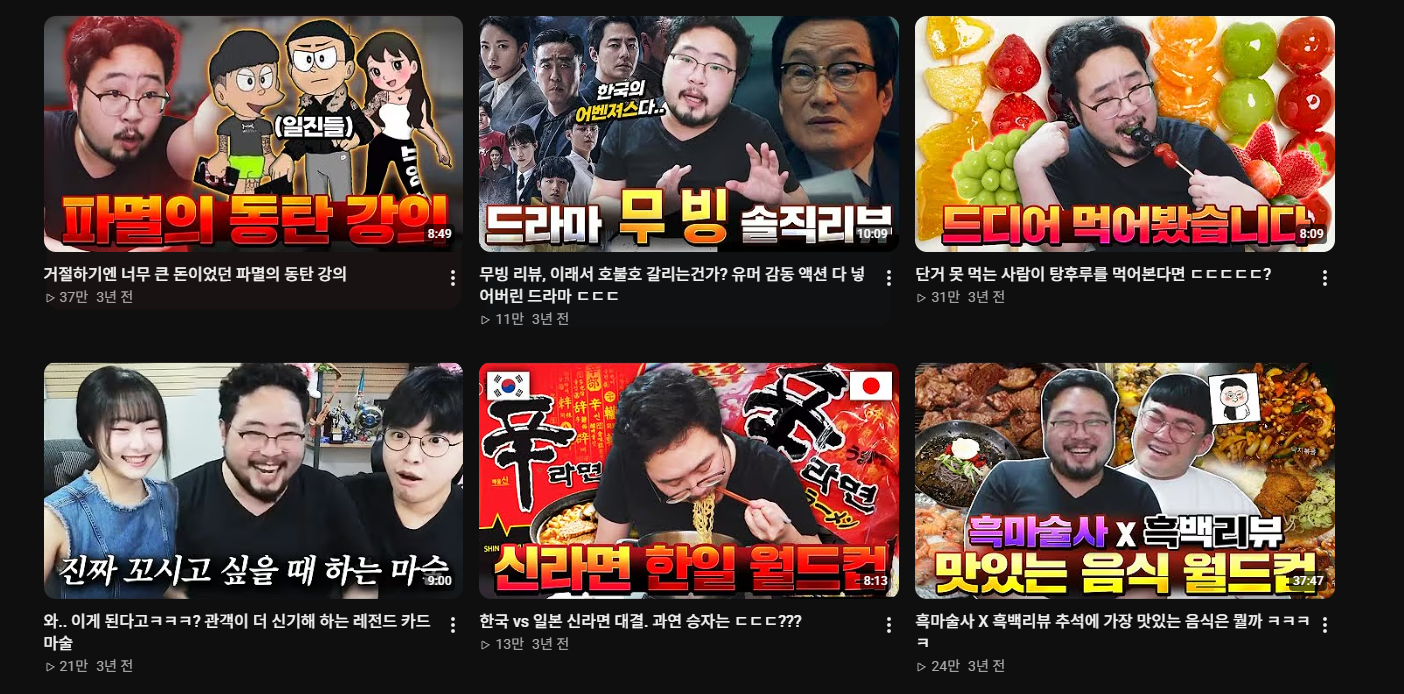 (일진들)
파멸의 동탄 강의
8:49
거절하기엔 너무 큰 돈이었던 파멸의 동탄 강의
37만 3년 전
한국의
어벤져스다..
드라마 무빙 솔직리뷰
10:09
무빙 리뷰, 이래서 호불호 갈리는건가? 유머 감동 액션 다 넣
어버린 드라마 ㄷㄷㄷ
11만 3년 전
드디어 먹어봤습니다
8:09
단거 못 먹는 사람이 탕후루를 먹어본다면 ㄷㄷㄷㄷㄷ?
31만 3년 전
진짜 꼬시고 싶을 때 하는 마술
9:00
와.. 이게 된다고ㅋㅋㅋ? 관객이 더 신기해 하는 레전드 카드
마술
21만 3년 전
辛
라면
辛
라면
ラーメン
SHIN
신라면 한일 월드컵
8:13
한국 vs 일본 신라면 대결. 과연 승자는 ㄷㄷㄷ???
13만 3년 전
낙지볶음
흑마술사 X 흑백리뷰
맛있는 음식 월드컵
37:47
흑마술사 X 흑백리뷰 추석에 가장 맛있는 음식은 뭘까 ㅋㅋㅋ
ㅋ
24만 3년 전